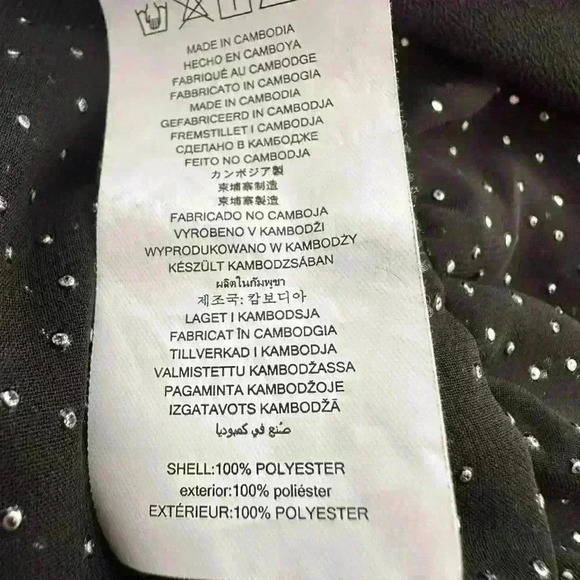 MADE IN CAMBODIA
HECHO EN CAMBOYA
FABRIQUÉ AU CAMBODGE
FABBRICATO IN CAMBOGIA
MADE IN CAMBODIA
GEFABRICEERD IN CAMBODJA
FREMSTILLET I CAMBODJA
СДЕЛАНО В КАМБОДЖЕ
FEITO NO CAMBODJA
カンボジア製
柬埔寨制造
柬埔寨製造
FABRICADO NO CAMBOJA
VYROBENO V KAMBODŽI
WYPRODUKOWANO W KAMBODŻY
KÉSZÜLT KAMBODZSÁBAN
ผลิตในกัมพูชา
제조국: 캄보디아
LAGET I KAMBODSJA
FABRICAT ÎN CAMBODGIA
TILLVERKAD I KAMBODJA
VALMISTETTU KAMBODŽASSA
PAGAMINTA KAMBODŽOJE
IZGATAVOTS KAMBODŽĀ
صُنع في كمبوديا
SHELL:100% POLYESTER
exterior:100% poliéster
EXTÉRIEUR:100% POLYESTER